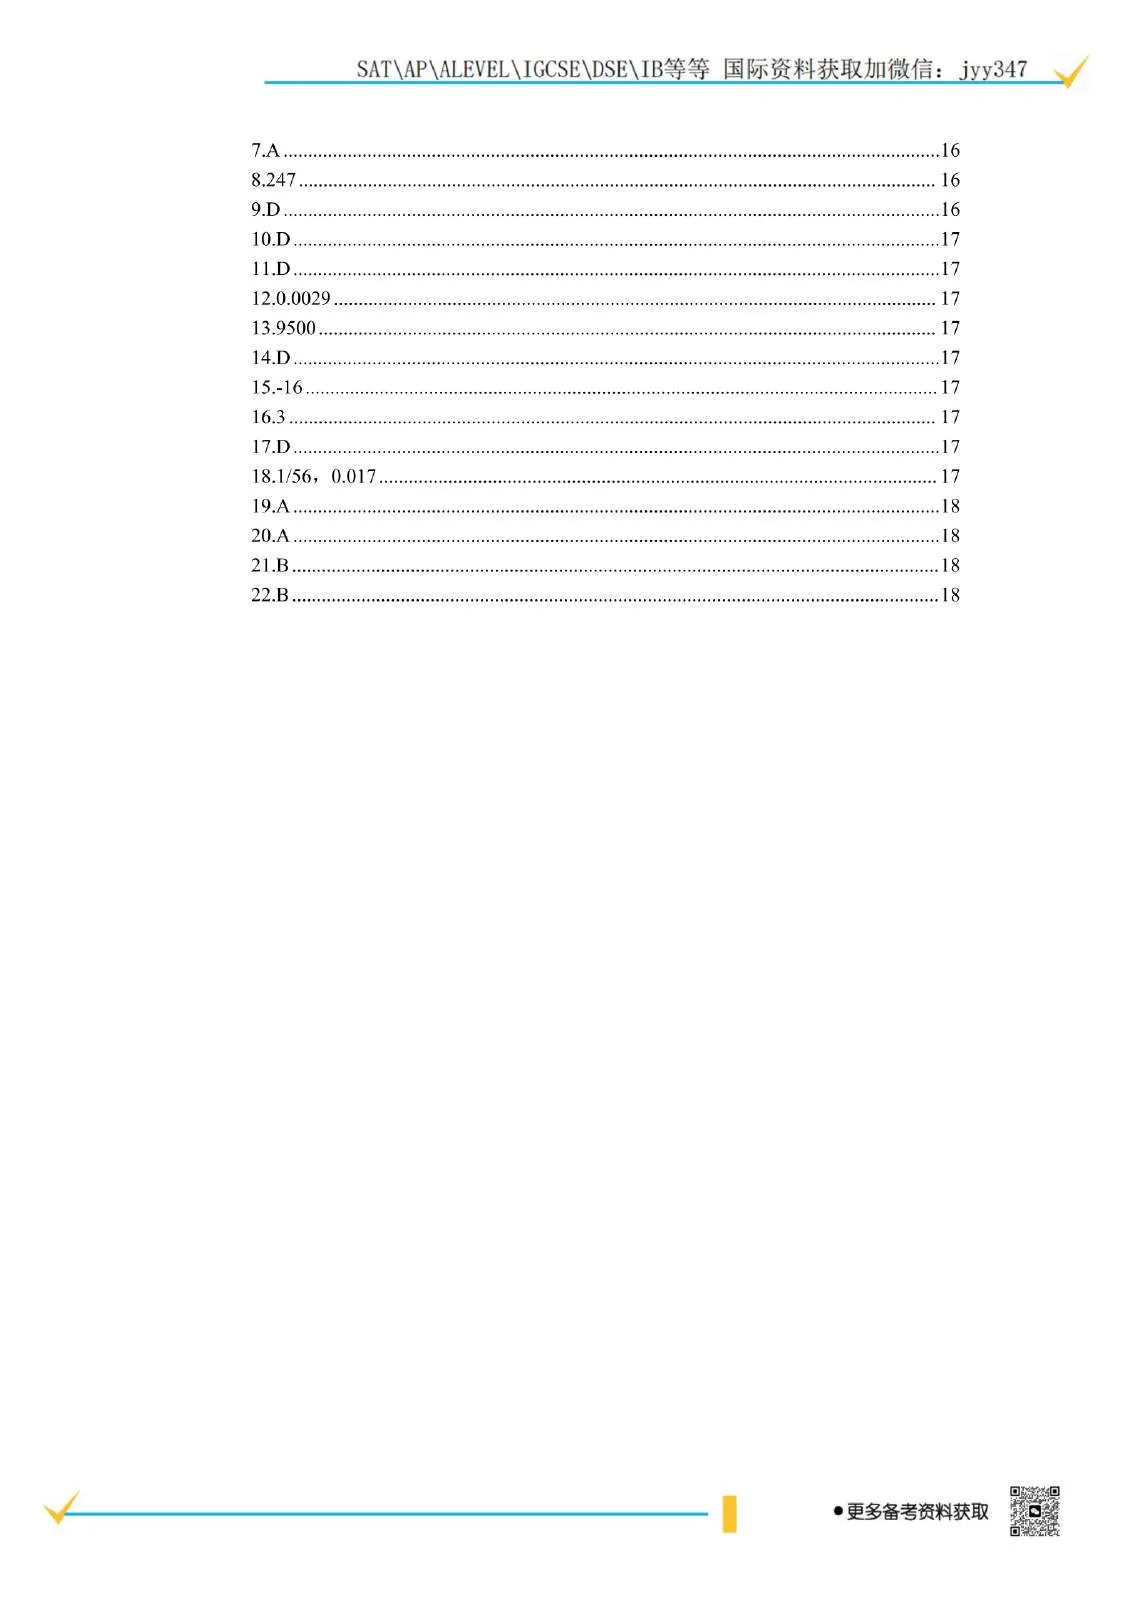 SAT\AP\ALEVEL\IGCSE\DSE\IB等等 国际资料获取加微信：jyy347
7.A........................................16
8.247........................................ 16
9.D........................................16
10.D........................................17
11.D........................................17
12.0.0029........................................ 17
13.9500........................................ 17
14.D........................................17
15.-16........................................ 17
16.3........................................ 17
17.D........................................17
18.1/56，0.017........................................ 17
19.A........................................18
20.A........................................18
21.B........................................18
22.B........................................18
●更多备考资料获取